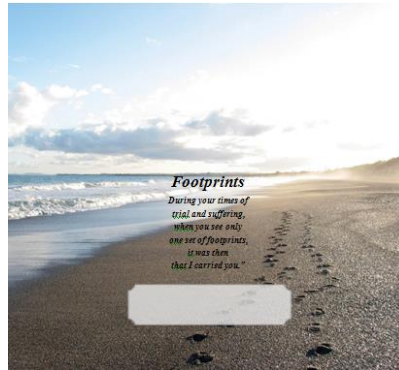 Footprints
During your times of
trial and suffering,
when you see only
one set of footprints,
it was then
that I carried you."